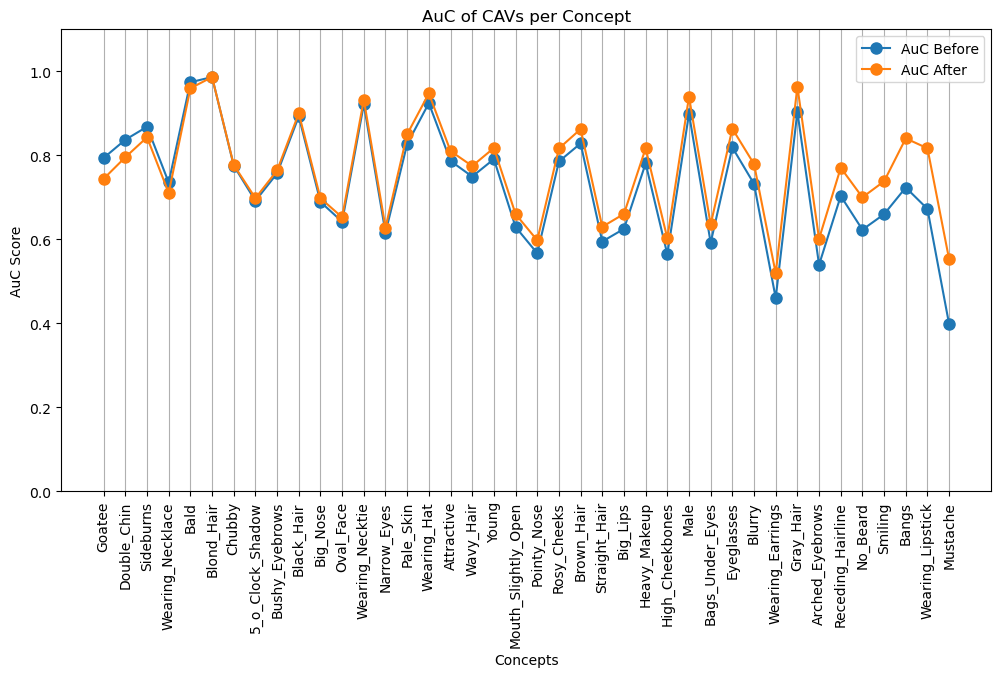 AuC of CAVs per Concept
AuC Before
AuC After
AuC Score
1.0
0.8
0.6
0.4
0.2
0.0
Goatee
Double_Chin
Sideburns
Wearing_Necklace
Bald
Blond_Hair
Chubby
5_o_Clock_Shadow
Bushy_Eyebrows
Black_Hair
Big_Nose
Oval_Face
Wearing_Necktie
Narrow_Eyes
Pale_Skin
Wearing_Hat
Attractive
Wavy_Hair
Young
Mouth_Slightly_Open
Pointy_Nose
Rosy_Cheeks
Brown_Hair
Straight_Hair
Big_Lips
Heavy_Makeup
High_Cheekbones
Male
Bags_Under_Eyes
Eyeglasses
Blurry
Wearing_Earrings
Gray_Hair
Arched_Eyebrows
Receding_Hairline
No_Beard
Smiling
Bangs
Wearing_Lipstick
Mustache
Concepts